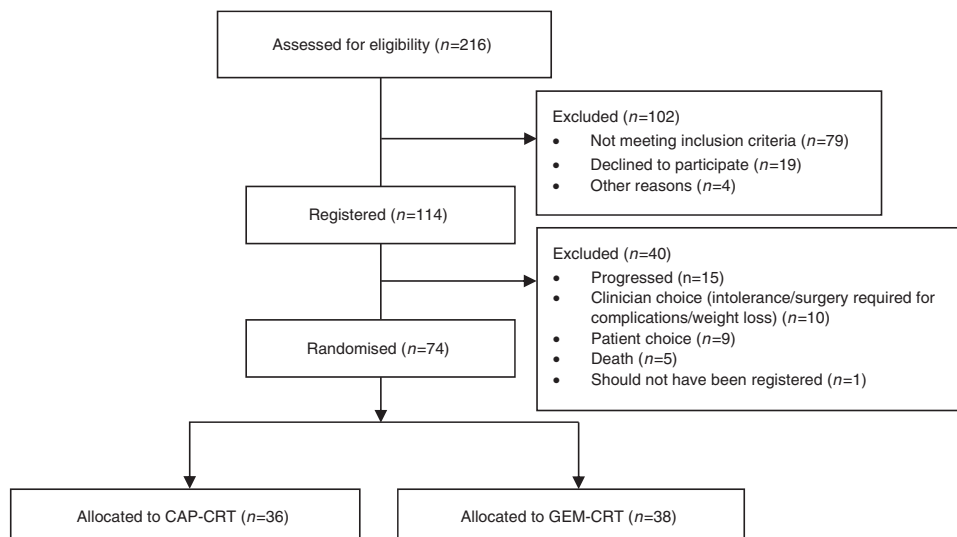 Assessed for eligibility (n=216)
Excluded (n=102)
• Not meeting inclusion criteria (n=79)
• Declined to participate (n=19)
• Other reasons (n=4)
Registered (n=114)
Excluded (n=40)
• Progressed (n=15)
• Clinician choice (intolerance/surgery required for
complications/weight loss) (n=10)
• Patient choice (n=9)
• Death (n=5)
• Should not have been registered (n=1)
Randomised (n=74)
Allocated to CAP-CRT (n=36)
Allocated to GEM-CRT (n=38)